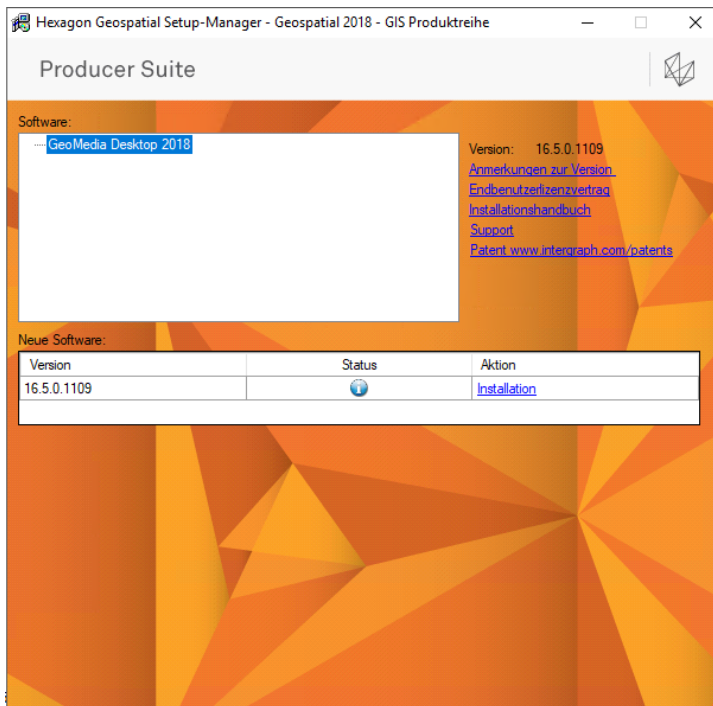 Hexagon Geospatial Setup-Manager - Geospatial 2018 - GIS Produktreihe
Producer Suite
Software:
GeoMedia Desktop 2018
Version: 16.5.0.1109
Anmerkungen zur Version
Endbenutzerlizenzvertrag
Installationshandbuch
Support
Patent www.intergraph.com/patents
Neue Software:
Version Status Aktion
16.5.0.1109 Installation